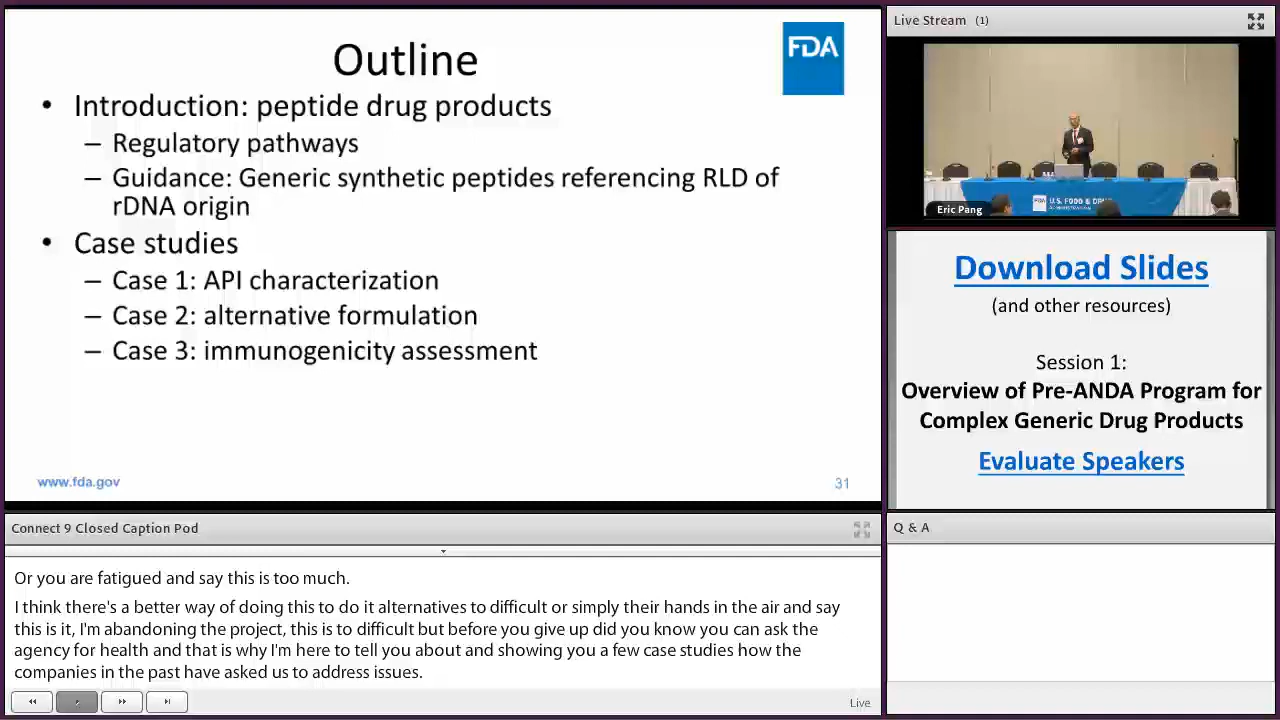 Outline
FDA
• Introduction: peptide drug products
– Regulatory pathways
– Guidance: Generic synthetic peptides referencing RLD of
rDNA origin
• Case studies
– Case 1: API characterization
– Case 2: alternative formulation
– Case 3: immunogenicity assessment
www.fda.gov
31
Connect 9 Closed Caption Pod
Or you are fatigued and say this is too much.
I think there's a better way of doing this to do it alternatives to difficult or simply their hands in the air and say
this is it, I'm abandoning the project, this is to difficult but before you give up did you know you can ask the
agency for health and that is why I'm here to tell you about and showing you a few case studies how the
companies in the past have asked us to address issues.
Live
Live Stream (1)
FDA
U.S. FOOD & DRUG
ADMINISTRATION
Eric Pang
Download Slides
(and other resources)
Session 1:
Overview of Pre-ANDA Program for
Complex Generic Drug Products
Evaluate Speakers
Q & A